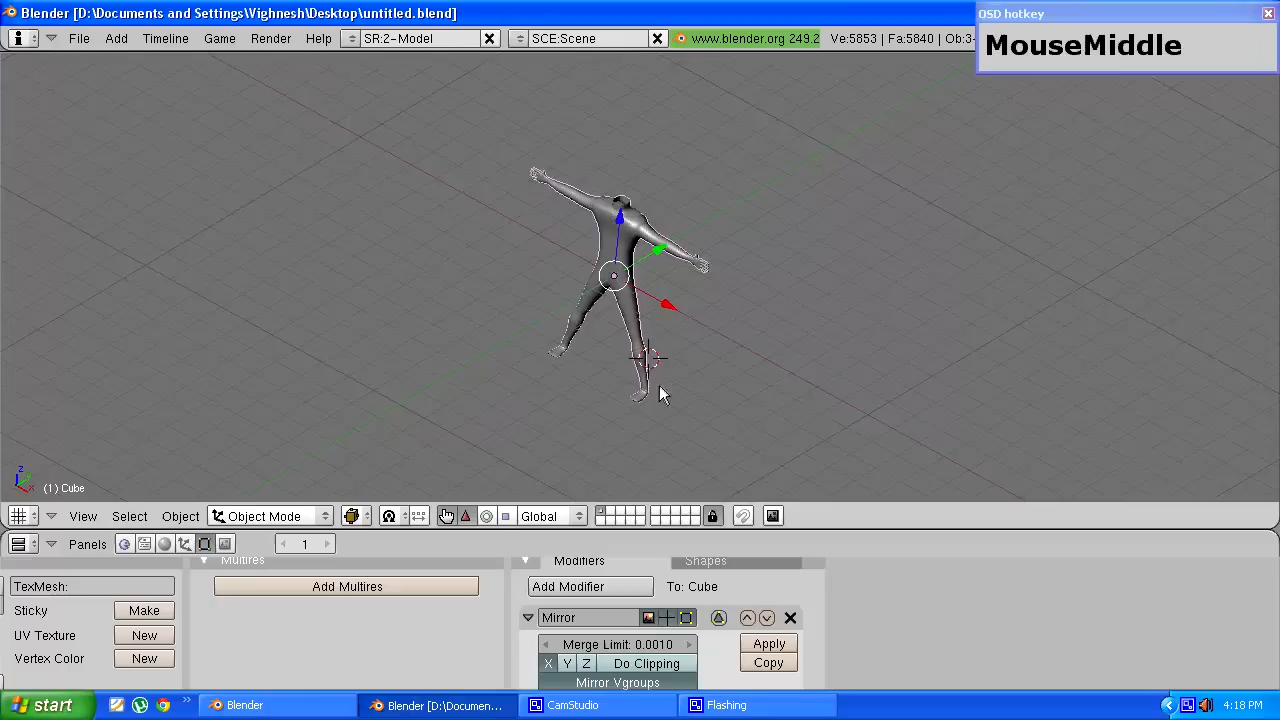 Blender [D:\Documents and Settings\Vighnesh\Desktop\untitled.blend]
OSD hotkey
MouseMiddle
File Add Timeline Game Render Help SR:2-Model SCE:Scene www.blender.org 249.2 Ve:5853 | Fa:5840 | Ob:3-
z
x
(1) Cube
View Select Object Object Mode Global
Panels 1
Multires Modifiers Shapes
TexMesh: Add Multires Add Modifier To: Cube
Sticky Make Mirror
UV Texture New Merge Limit: 0.0010 Apply
Vertex Color New X Y Z Do Clipping Copy
Mirror Vgroups
start Blender Blender [D:\Documen... CamStudio Flashing 4:18 PM